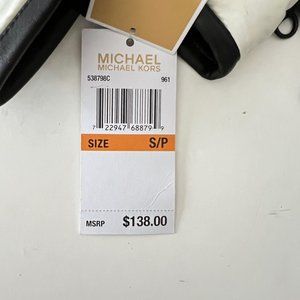 MICHAEL
MICHAEL KORS
538798C 961
7 22947 68879 9
SIZE S/P
MSRP $138.00